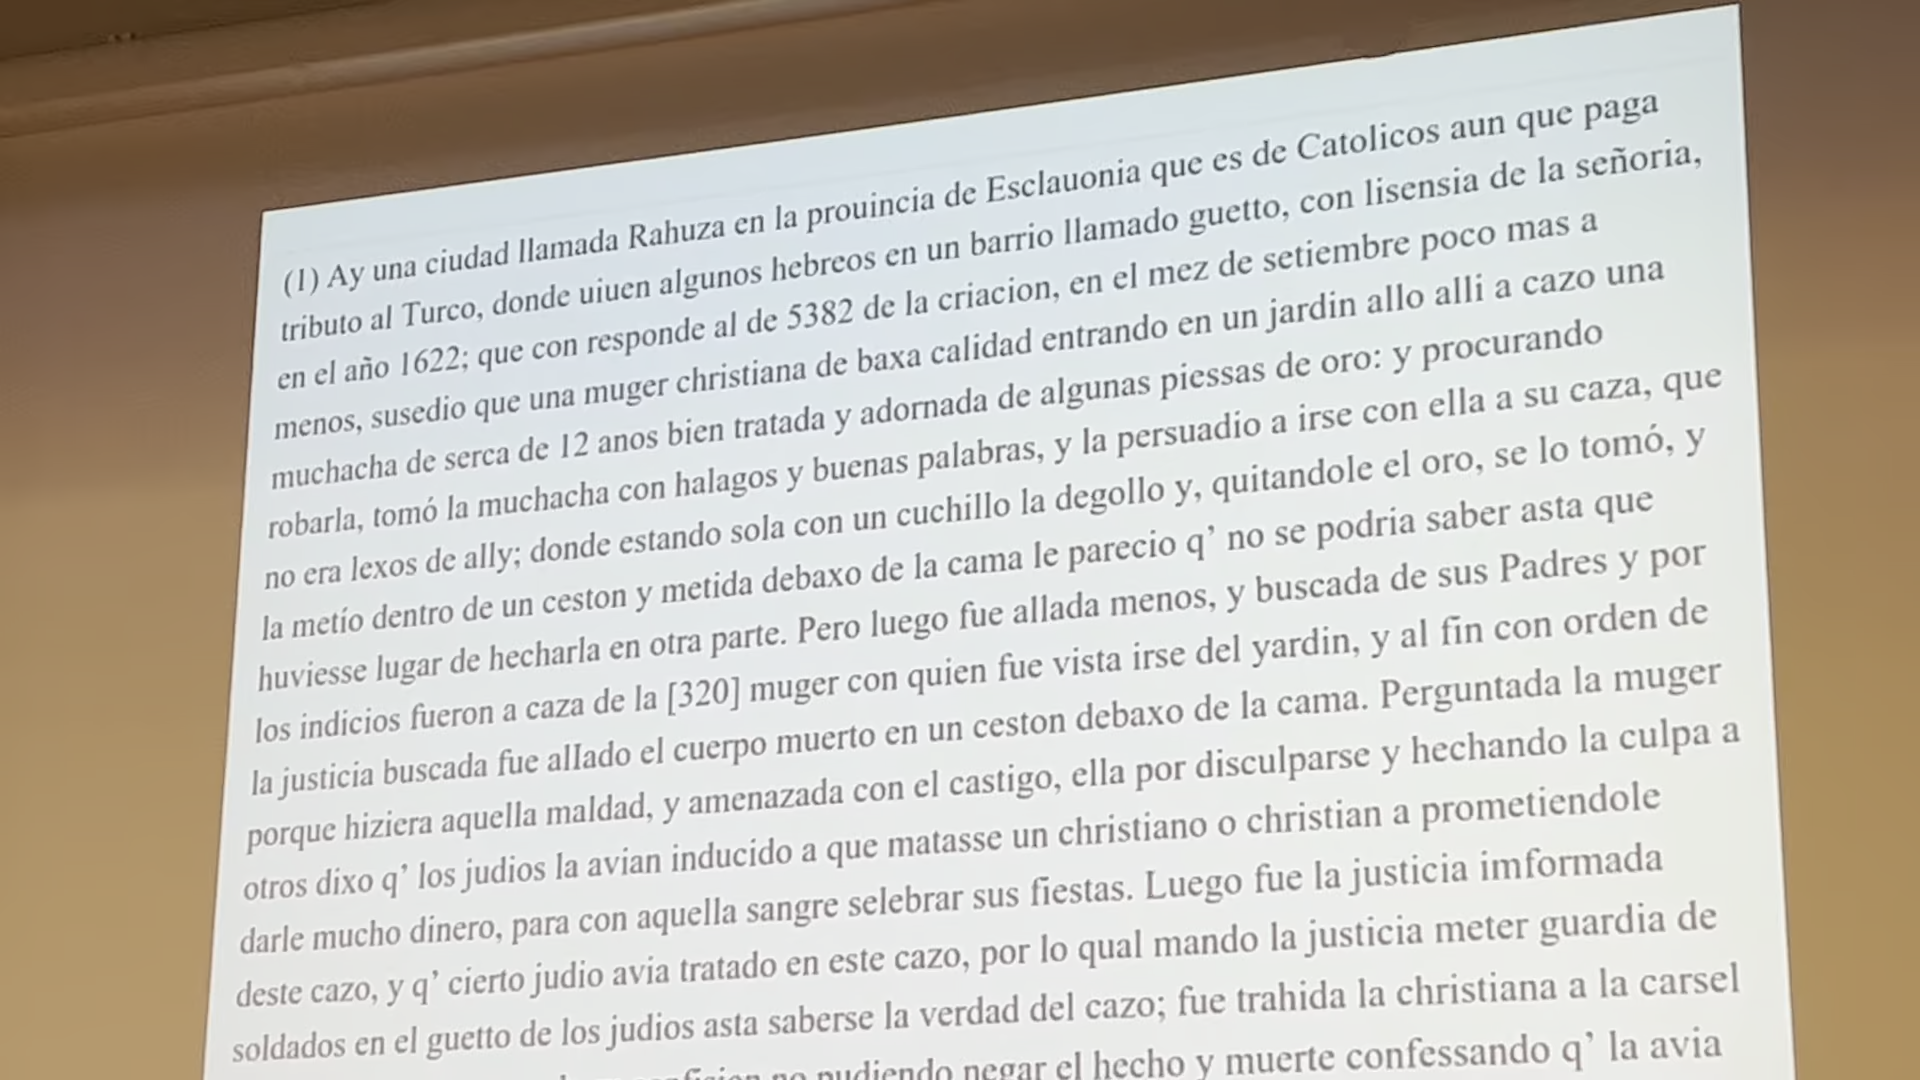 (1) Ay una ciudad llamada Rahuza en la prouincia de Esclauonia que es de Catolicos aun que paga
tributo al Turco, donde uiuen algunos hebreos en un barrio llamado guetto, con lisensia de la señoria,
en el año 1622; que con responde al de 5382 de la criacion, en el mez de setiembre poco mas a
menos, susedio que una muger christiana de baxa calidad entrando en un jardin allo alli a cazo una
muchacha de serca de 12 anos bien tratada y adornada de algunas piessas de oro: y procurando
robarla, tomó la muchacha con halagos y buenas palabras, y la persuadio a irse con ella a su caza, que
no era lexos de ally; donde estando sola con un cuchillo la degollo y, quitandole el oro, se lo tomó, y
la metío dentro de un ceston y metida debaxo de la cama le parecio q’ no se podria saber asta que
huviesse lugar de hecharla en otra parte. Pero luego fue allada menos, y buscada de sus Padres y por
los indicios fueron a caza de la [320] muger con quien fue vista irse del yardin, y al fin con orden de
la justicia buscada fue allado el cuerpo muerto en un ceston debaxo de la cama. Perguntada la muger
porque hiziera aquella maldad, y amenazada con el castigo, ella por disculparse y hechando la culpa a
otros dixo q’ los judios la avian inducido a que matasse un christiano o christian a prometiendole
darle mucho dinero, para con aquella sangre selebrar sus fiestas. Luego fue la justicia imformada
deste cazo, y q’ cierto judio avia tratado en este cazo, por lo qual mando la justicia meter guardia de
soldados en el guetto de los judios asta saberse la verdad del cazo; fue trahida la christiana a la carsel
no pudiendo negar el hecho y muerte confessando q’ la avia